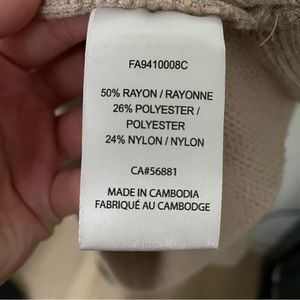 FA9410008C
50% RAYON / RAYONNE
26% POLYESTER /
POLYESTER
24% NYLON / NYLON
CA#56881
MADE IN CAMBODIA
FABRIQUÉ AU CAMBODGE